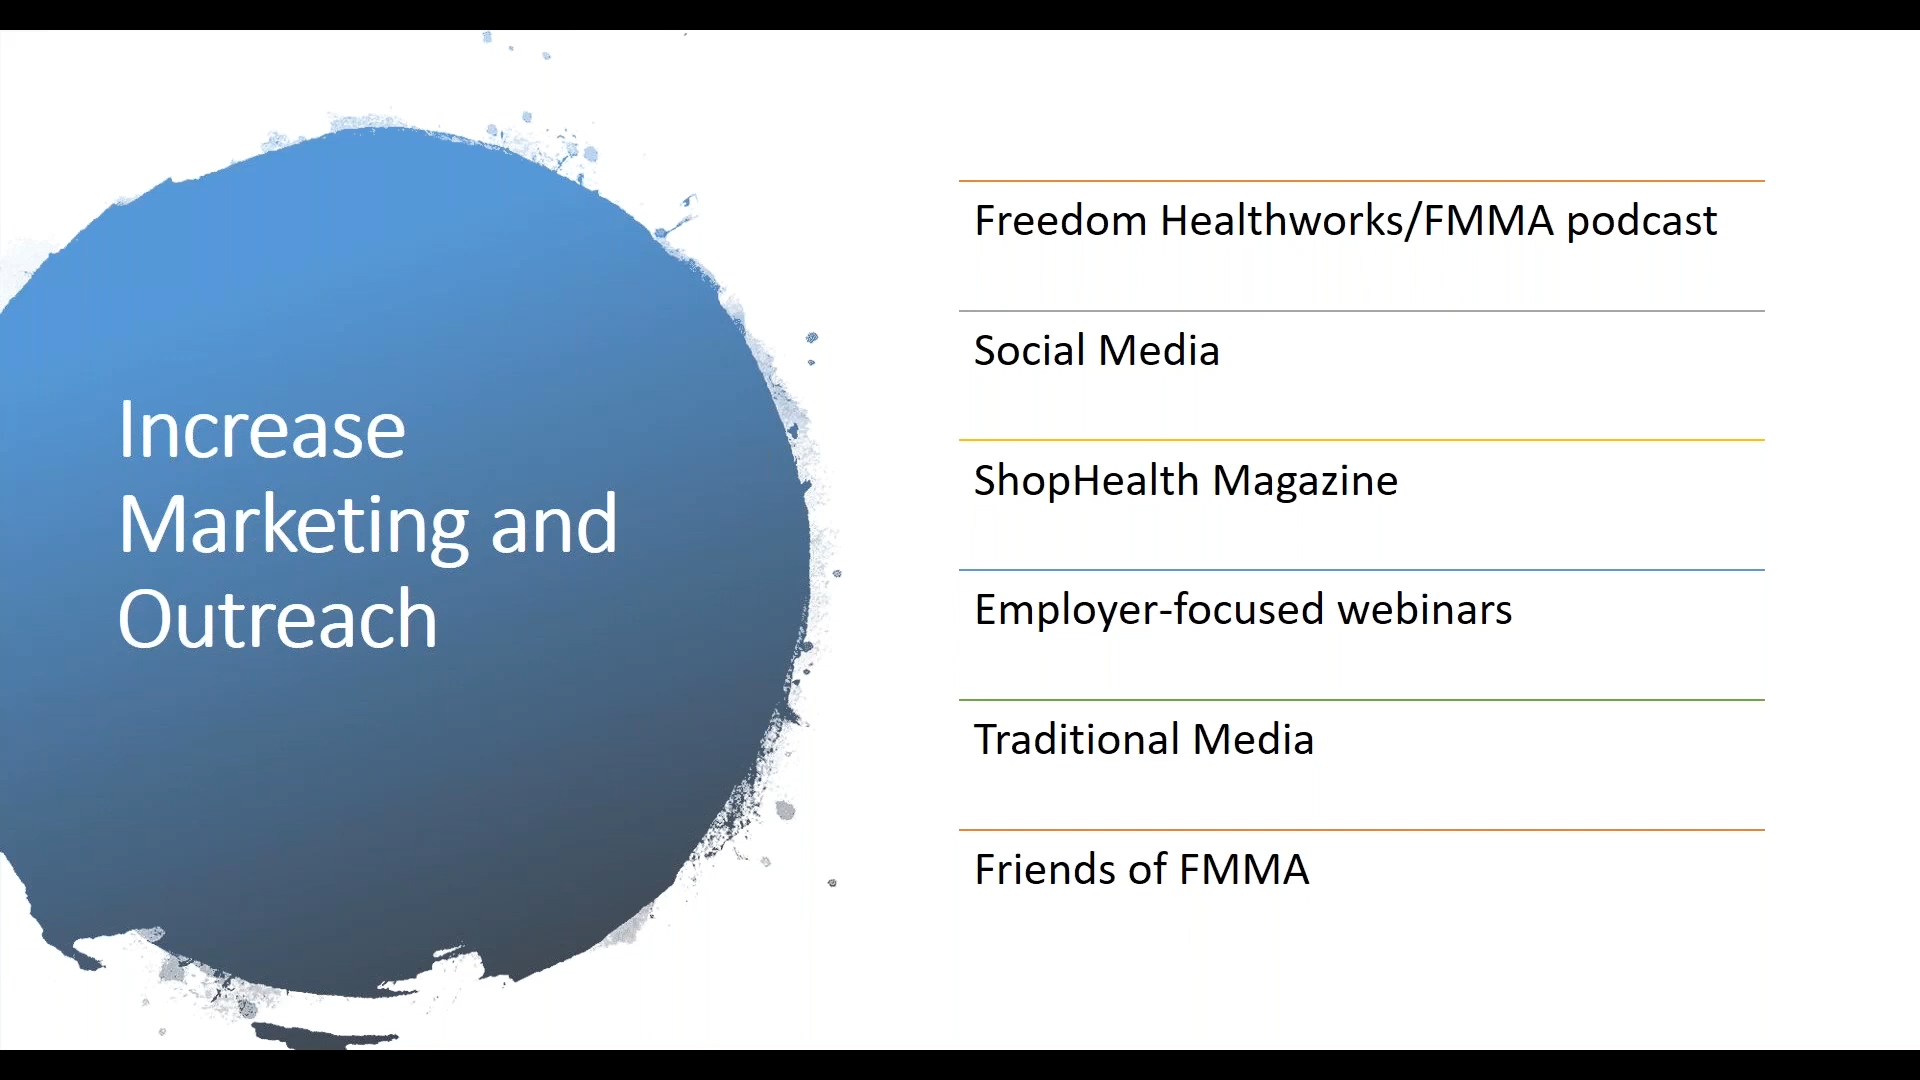 Increase
Marketing and
Outreach
Freedom Healthworks/FMMA podcast
Social Media
ShopHealth Magazine
Employer-focused webinars
Traditional Media
Friends of FMMA